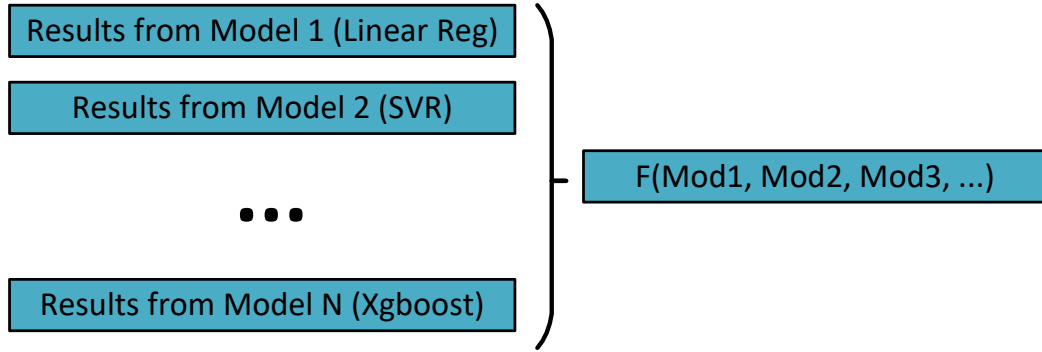 Results from Model 1 (Linear Reg)
Results from Model 2 (SVR)
...
Results from Model N (Xgboost)
F(Mod1, Mod2, Mod3, ...)